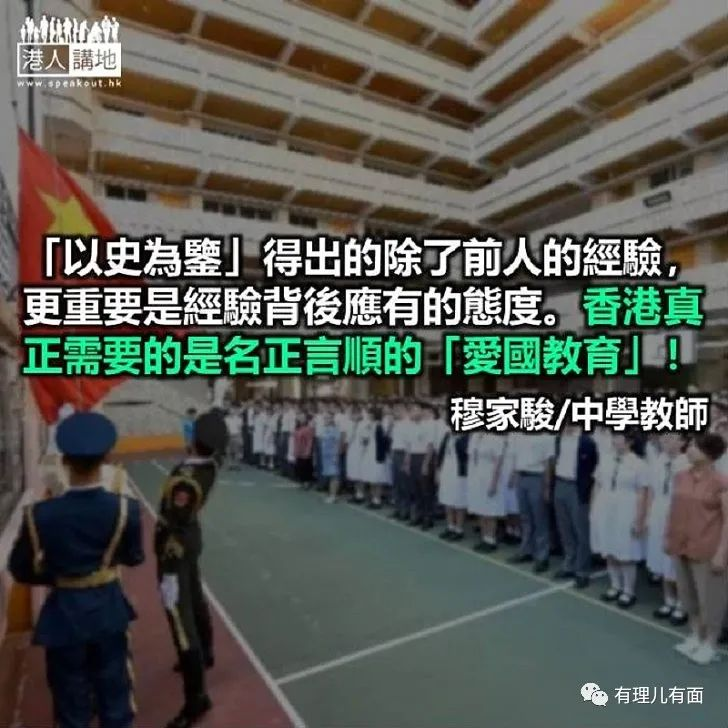 港人講地
www.speakout.hk
「以史為鑒」得出的除了前人的經驗，
更重要是經驗背後應有的態度。香港真
正需要的是名正言順的「愛國教育」！
穆家駿/中學教師
有理儿有面